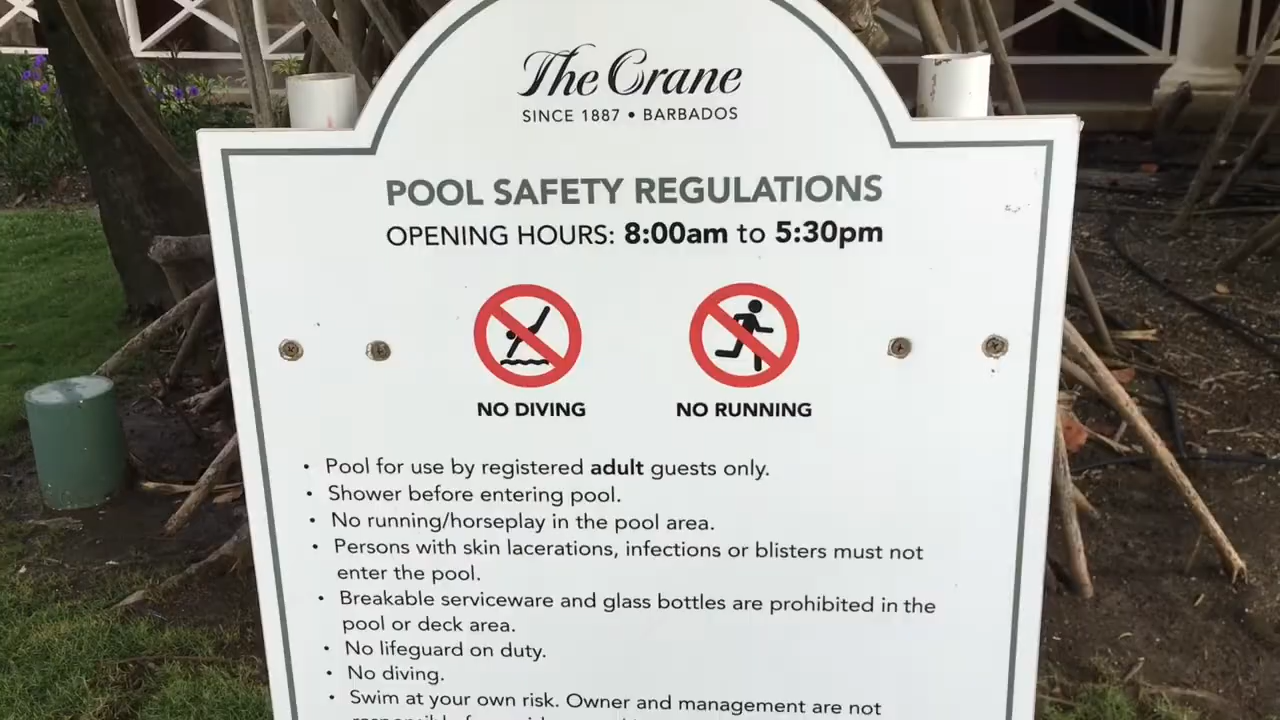 The Crane
SINCE 1887 • BARBADOS
POOL SAFETY REGULATIONS
OPENING HOURS: 8:00am to 5:30pm
NO DIVING
NO RUNNING
• Pool for use by registered adult guests only.
• Shower before entering pool.
• No running/horseplay in the pool area.
• Persons with skin lacerations, infections or blisters must not
enter the pool.
• Breakable serviceware and glass bottles are prohibited in the
pool or deck area.
• No lifeguard on duty.
• No diving.
• Swim at your own risk. Owner and management are not